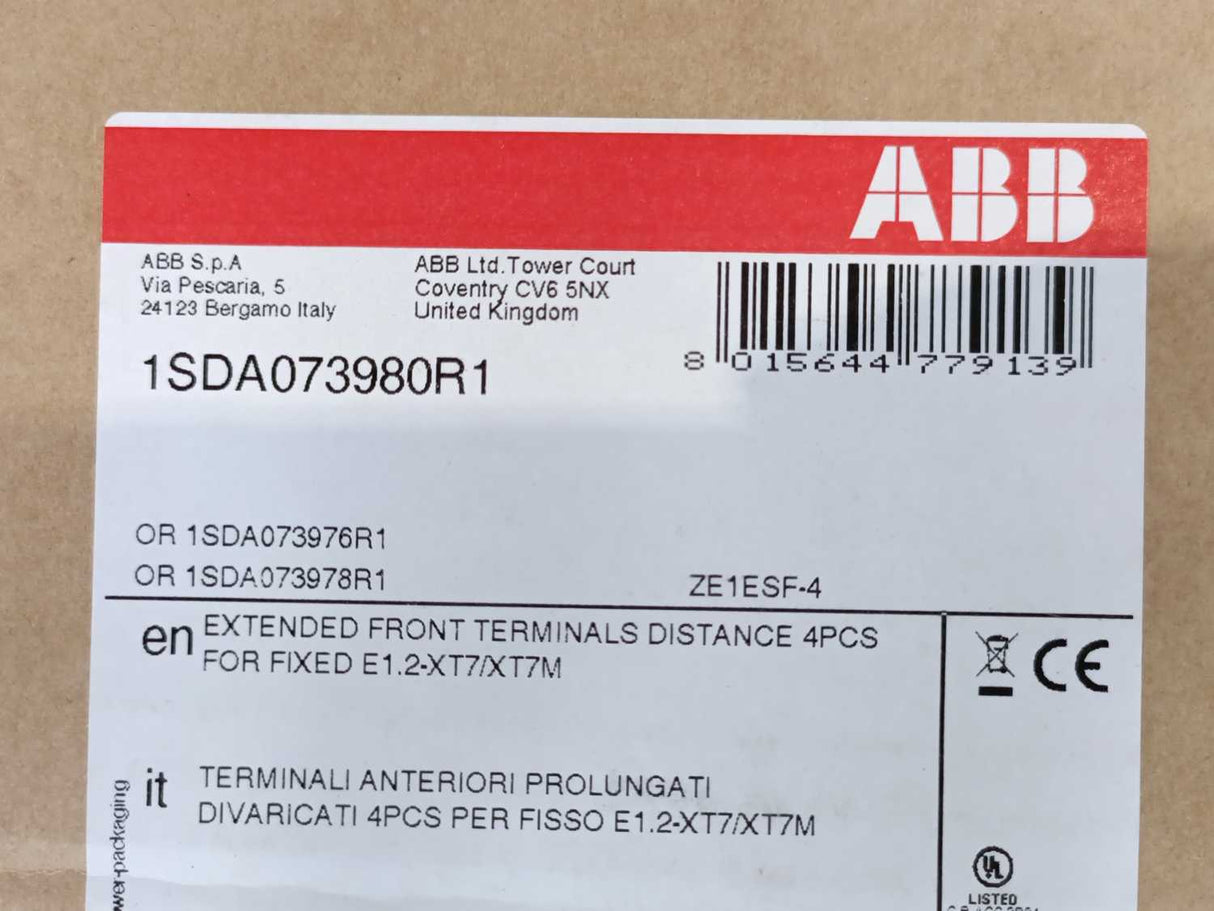 ABB
ABB S.p.A
Via Pescaria, 5
24123 Bergamo Italy
ABB Ltd.Tower Court
Coventry CV6 5NX
United Kingdom
8 015644 779139
1SDA073980R1
OR 1SDA073976R1
OR 1SDA073978R1
ZE1ESF-4
en
EXTENDED FRONT TERMINALS DISTANCE 4PCS
FOR FIXED E1.2-XT7/XT7M
CE
it
TERMINALI ANTERIORI PROLUNGATI
DIVARICATI 4PCS PER FISSO E1.2-XT7/XT7M
UL
LISTED